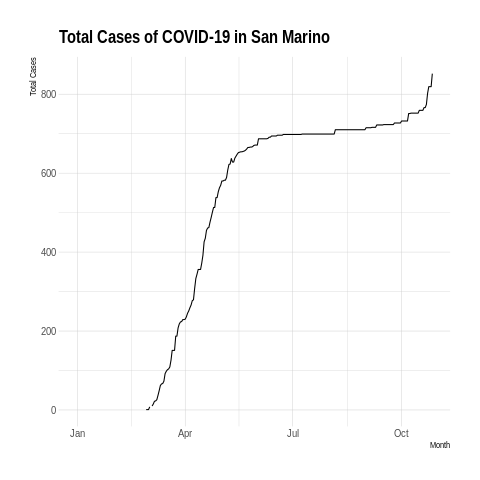 Total Cases of COVID-19 in San Marino
Total Cases
800
600
400
200
0
Jan Apr Jul Oct
Month